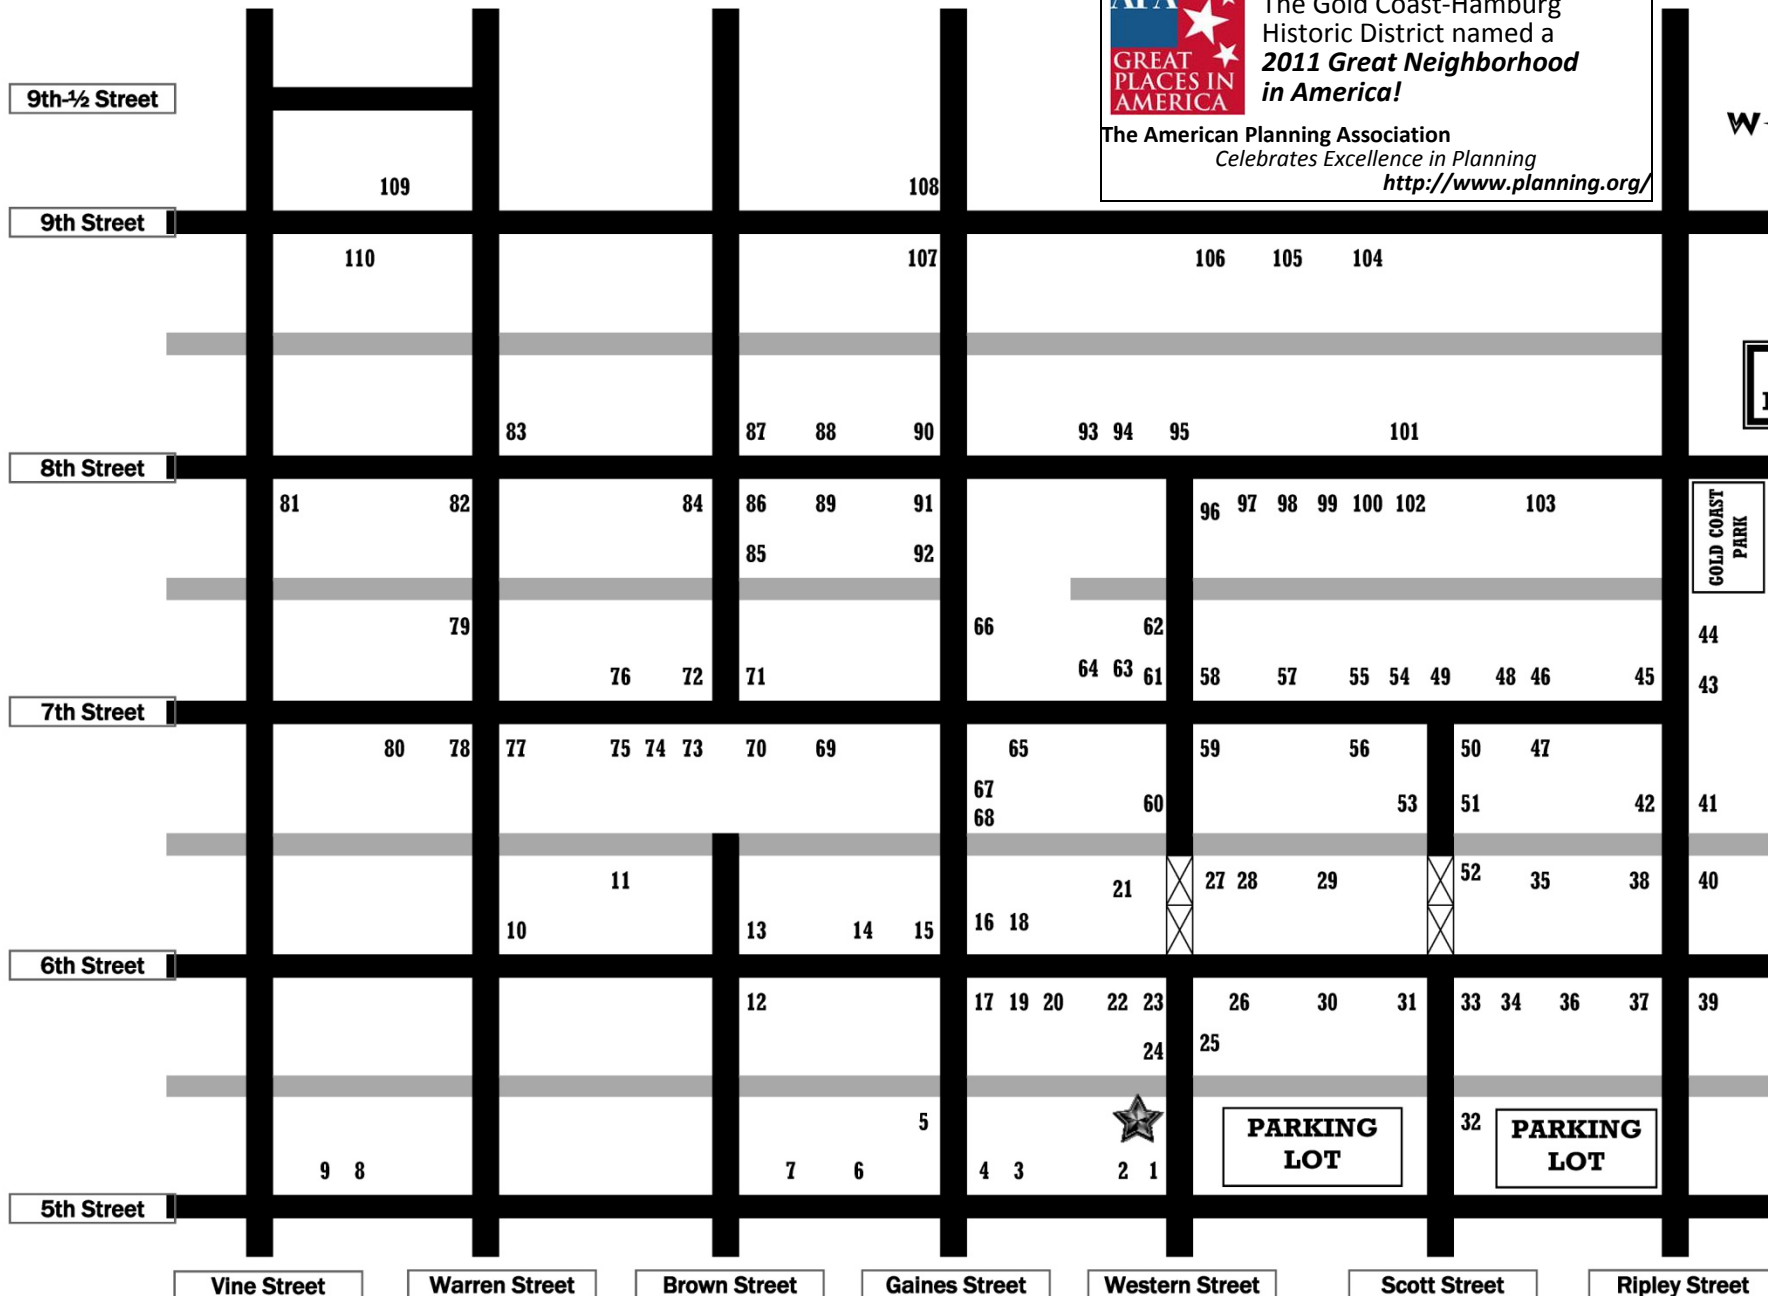 APA
GREAT
PLACES IN
AMERICA
The Gold Coast-Hamburg
Historic District named a
2011 Great Neighborhood
in America!
The American Planning Association
Celebrates Excellence in Planning
http://www.planning.org/
9th-½ Street
W
109 108
9th Street
110 107 106 105 104
83 87 88 90 93 94 95 101
8th Street
81 82 84 86 89 91 96 97 98 99 100 102 103
GOLD COAST
PARK
85 92
79 66 62 44
76 72 71 64 63 61 58 57 55 54 49 48 46 45 43
7th Street
80 78 77 75 74 73 70 69 65 59 56 50 47
67 60 53 51 42 41
68
11 21 27 28 29 52 35 38 40
10 13 14 15 16 18
6th Street
12 17 19 20 22 23 26 30 31 33 34 36 37 39
24 25
5 32
PARKING
LOT
PARKING
LOT
9 8 7 6 4 3 2 1
5th Street
Vine Street Warren Street Brown Street Gaines Street Western Street Scott Street Ripley Street